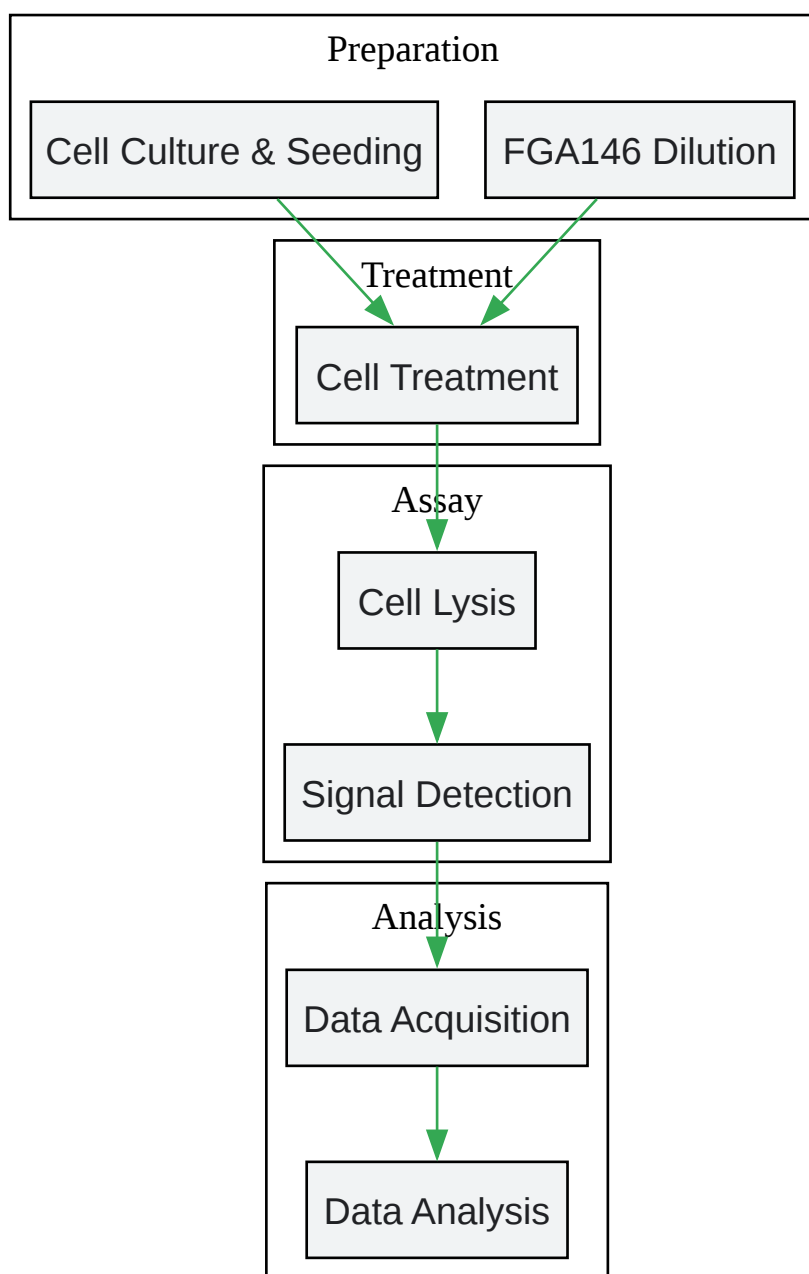 Preparation
Cell Culture & Seeding
FGA146 Dilution
Treatment
Cell Treatment
Assay
Cell Lysis
Signal Detection
Analysis
Data Acquisition
Data Analysis